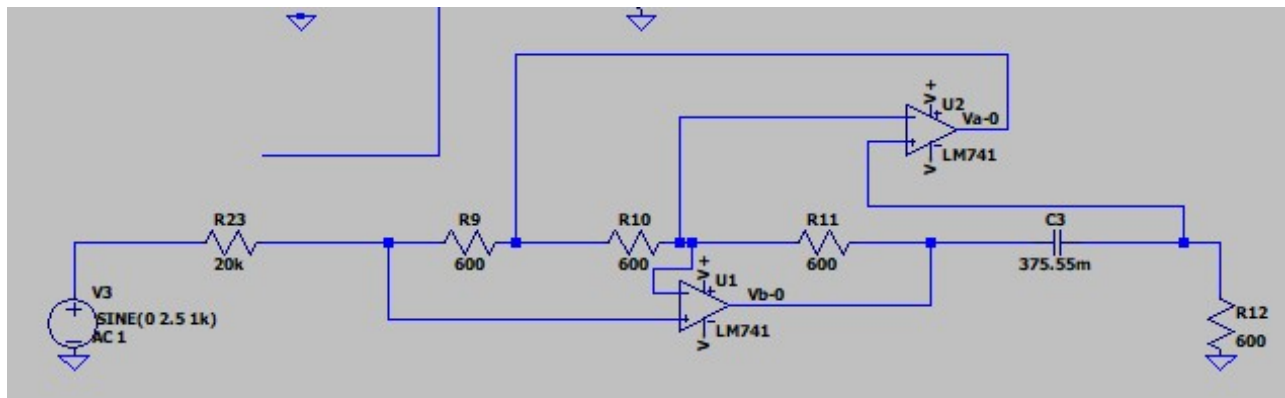 V+
U2
Va-0
LM741
V-
R23
20k
R9
600
R10
600
R11
600
C3
375.55m
V+
U1
Vb-0
LM741
V-
V3
SINE(0 2.5 1k)
AC 1
R12
600